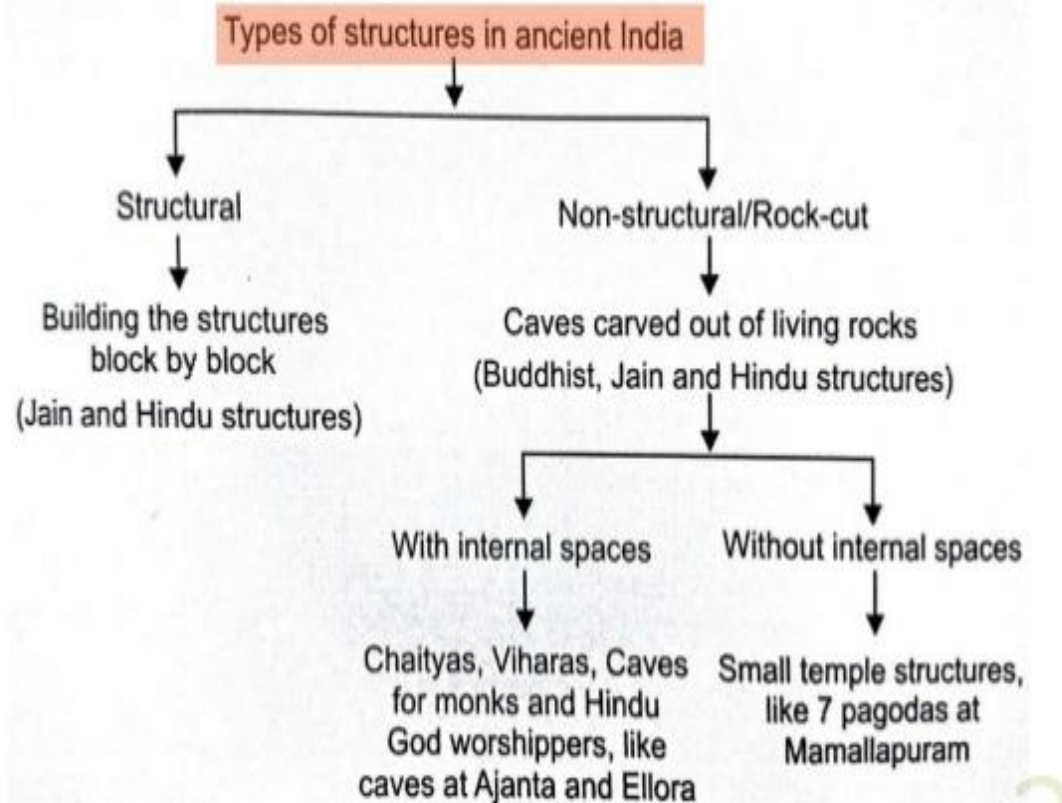 Types of structures in ancient India
Structural
Non-structural/Rock-cut
Building the structures
block by block
(Jain and Hindu structures)
Caves carved out of living rocks
(Buddhist, Jain and Hindu structures)
With internal spaces
Without internal spaces
Chaityas, Viharas, Caves
for monks and Hindu
God worshippers, like
caves at Ajanta and Ellora
Small temple structures,
like 7 pagodas at
Mamallapuram